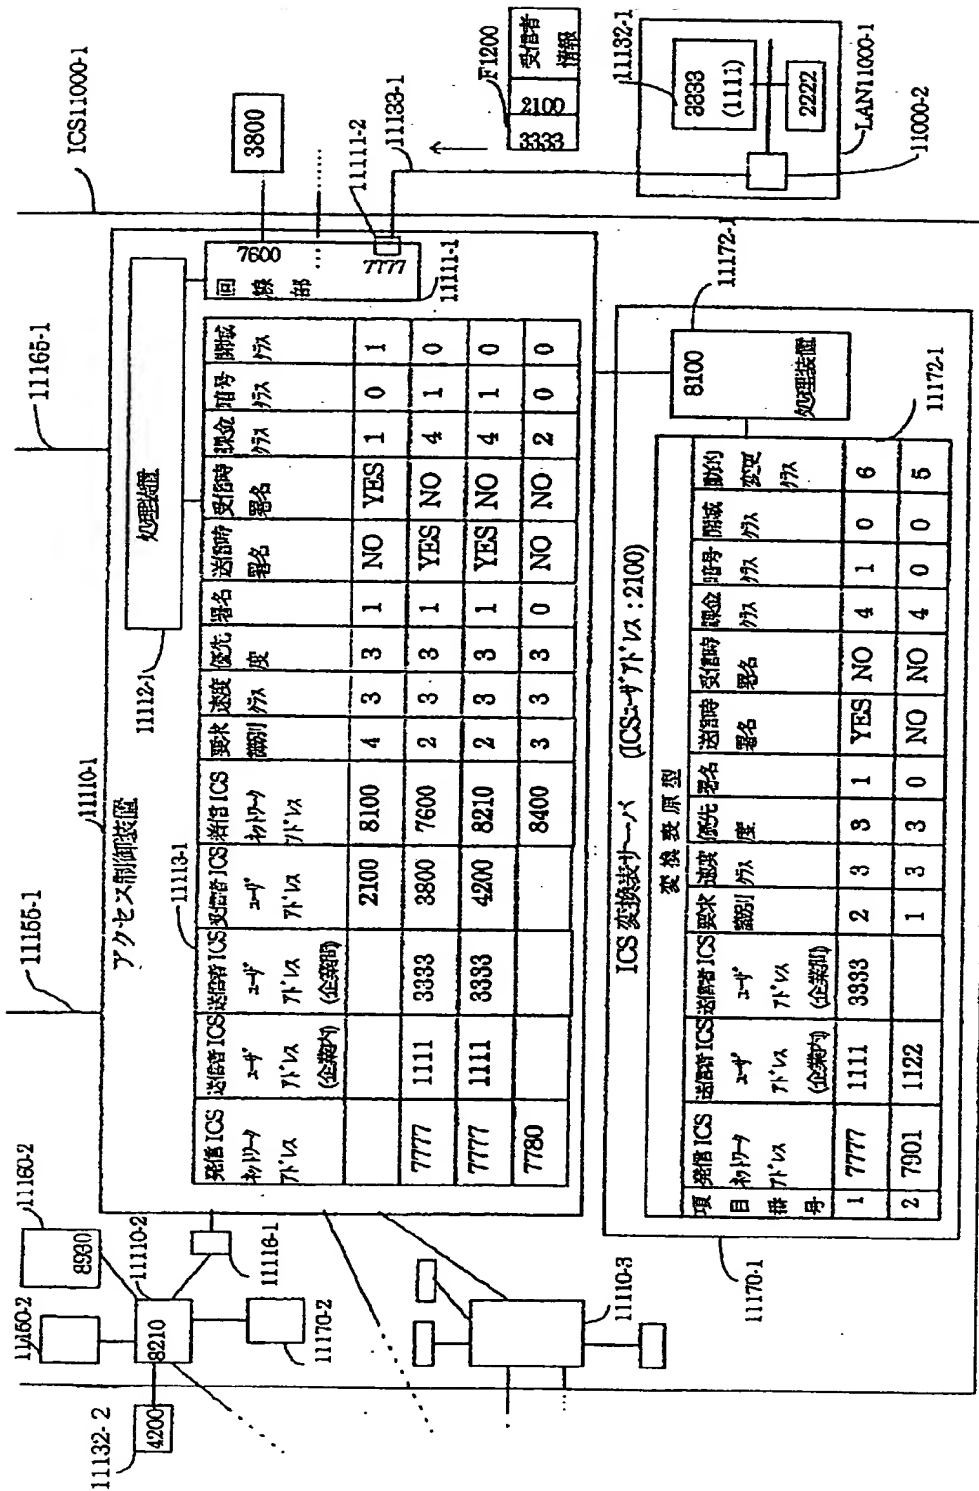 ICS11000-1
11155-1
11110-1
11165-1
アクセス制御装置
11112-1
処理装置
11113-1
発信ICS ネットワーク アドレス
送信者ICS ユーザ アドレス (企業内)
送信者ICS ユーザ アドレス (企業間)
受信者ICS ユーザ アドレス
着信ICS ネットワーク アドレス
要求 識別
速度 クラス
優先 度
署名
送信時 署名
受信時 署名
課金 クラス
暗号 クラス
開域 クラス
2100 8100 4 3 3 1 NO YES 1 0 1
7777 1111 3333 3800 7600 2 3 3 1 YES NO 4 1 0
7777 1111 3333 4200 8210 2 3 3 1 YES NO 4 1 0
7780 8400 3 3 3 0 NO NO 2 0 0
回線部
7600
7777
11111-1
11111-2
3800
11133-1
F1200
3333 2100 受信者 情報
11132-1
3333
(1111)
2222
LAN11000-1
11000-2
11160-2
8930
11160-2
11110-2
8210
11116-1
11170-2
11132-2
4200
11110-3
ICS 変換表サーバ (ICSユーザアドレス:2100)
変換表原型
項目番号
発信ICS ネットワーク アドレス
送信者ICS ユーザ アドレス (企業内)
送信者ICS ユーザ アドレス (企業間)
要求 識別
速度 クラス
優先 度
署名
送信時 署名
受信時 署名
課金 クラス
暗号 クラス
開域 クラス
動的 変更 クラス
1 7777 1111 3333 2 3 3 1 YES NO 4 1 0 6
2 7901 1122 1 3 3 0 NO NO 4 0 0 5
8100
処理装置
11172-1
11172-1
11170-1